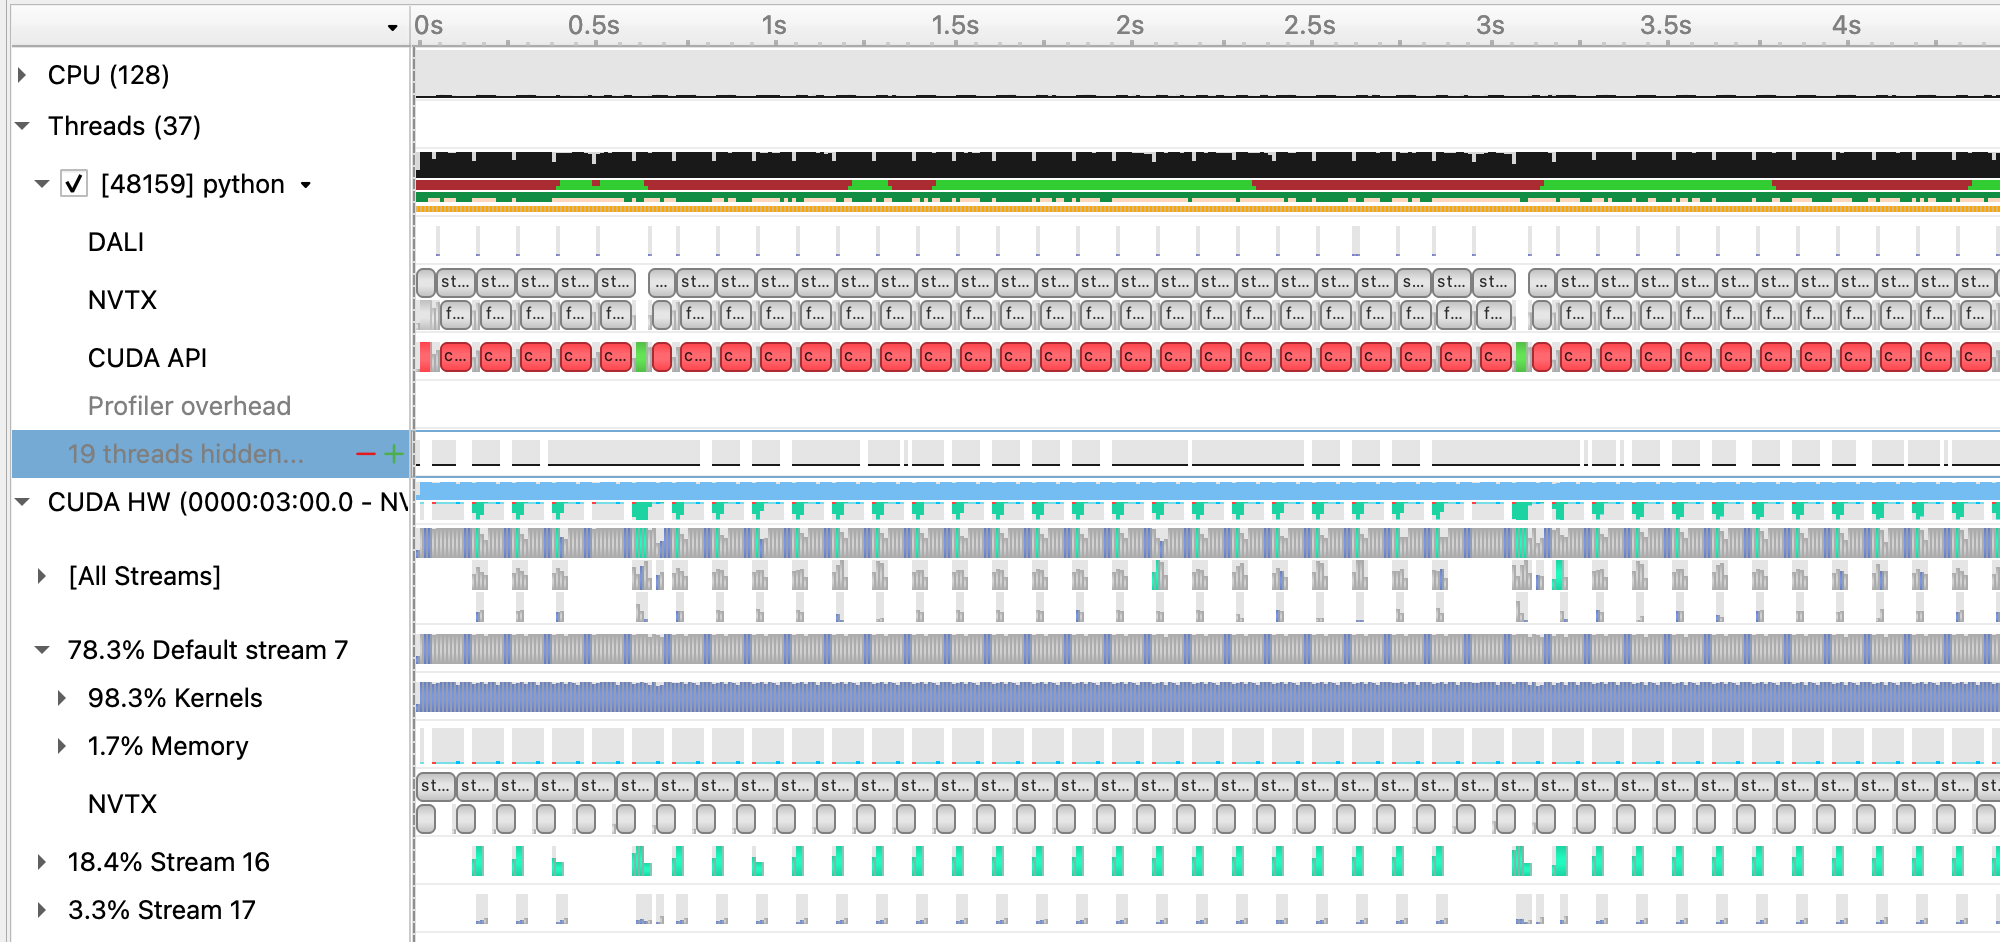 0s 0.5s 1s 1.5s 2s 2.5s 3s 3.5s 4s
CPU (128)
Threads (37)
[48159] python
DALI
st... st... st... st... st... ... st... st... st... st... st... st... st... st... st... st... st... st... st... st... st... st... st... st... s... st... st... ... st... st... st... st... st... st... st... st... st... st... st...
NVTX
f... f... f... f... f... f... f... f... f... f... f... f... f... f... f... f... f... f... f... f... f... f... f... f... f... f... f... f... f... f... f... f... f... f... f... f... f...
CUDA API
c... c... c... c... c... c... c... c... c... c... c... c... c... c... c... c... c... c... c... c... c... c... c... c... c... c... c... c... c... c... c... c... c... c... c... c... c...
Profiler overhead
19 threads hidden...
CUDA HW (0000:03:00.0 - NV
[All Streams]
78.3% Default stream 7
98.3% Kernels
1.7% Memory
st... st... st... st... st... st... st... st... st... st... st... st... st... st... st... st... st... st... st... st... st... st... st... st... st... st... st... st... st... st... st... st... st... st... st... st... st... st... st... st.
NVTX
18.4% Stream 16
3.3% Stream 17